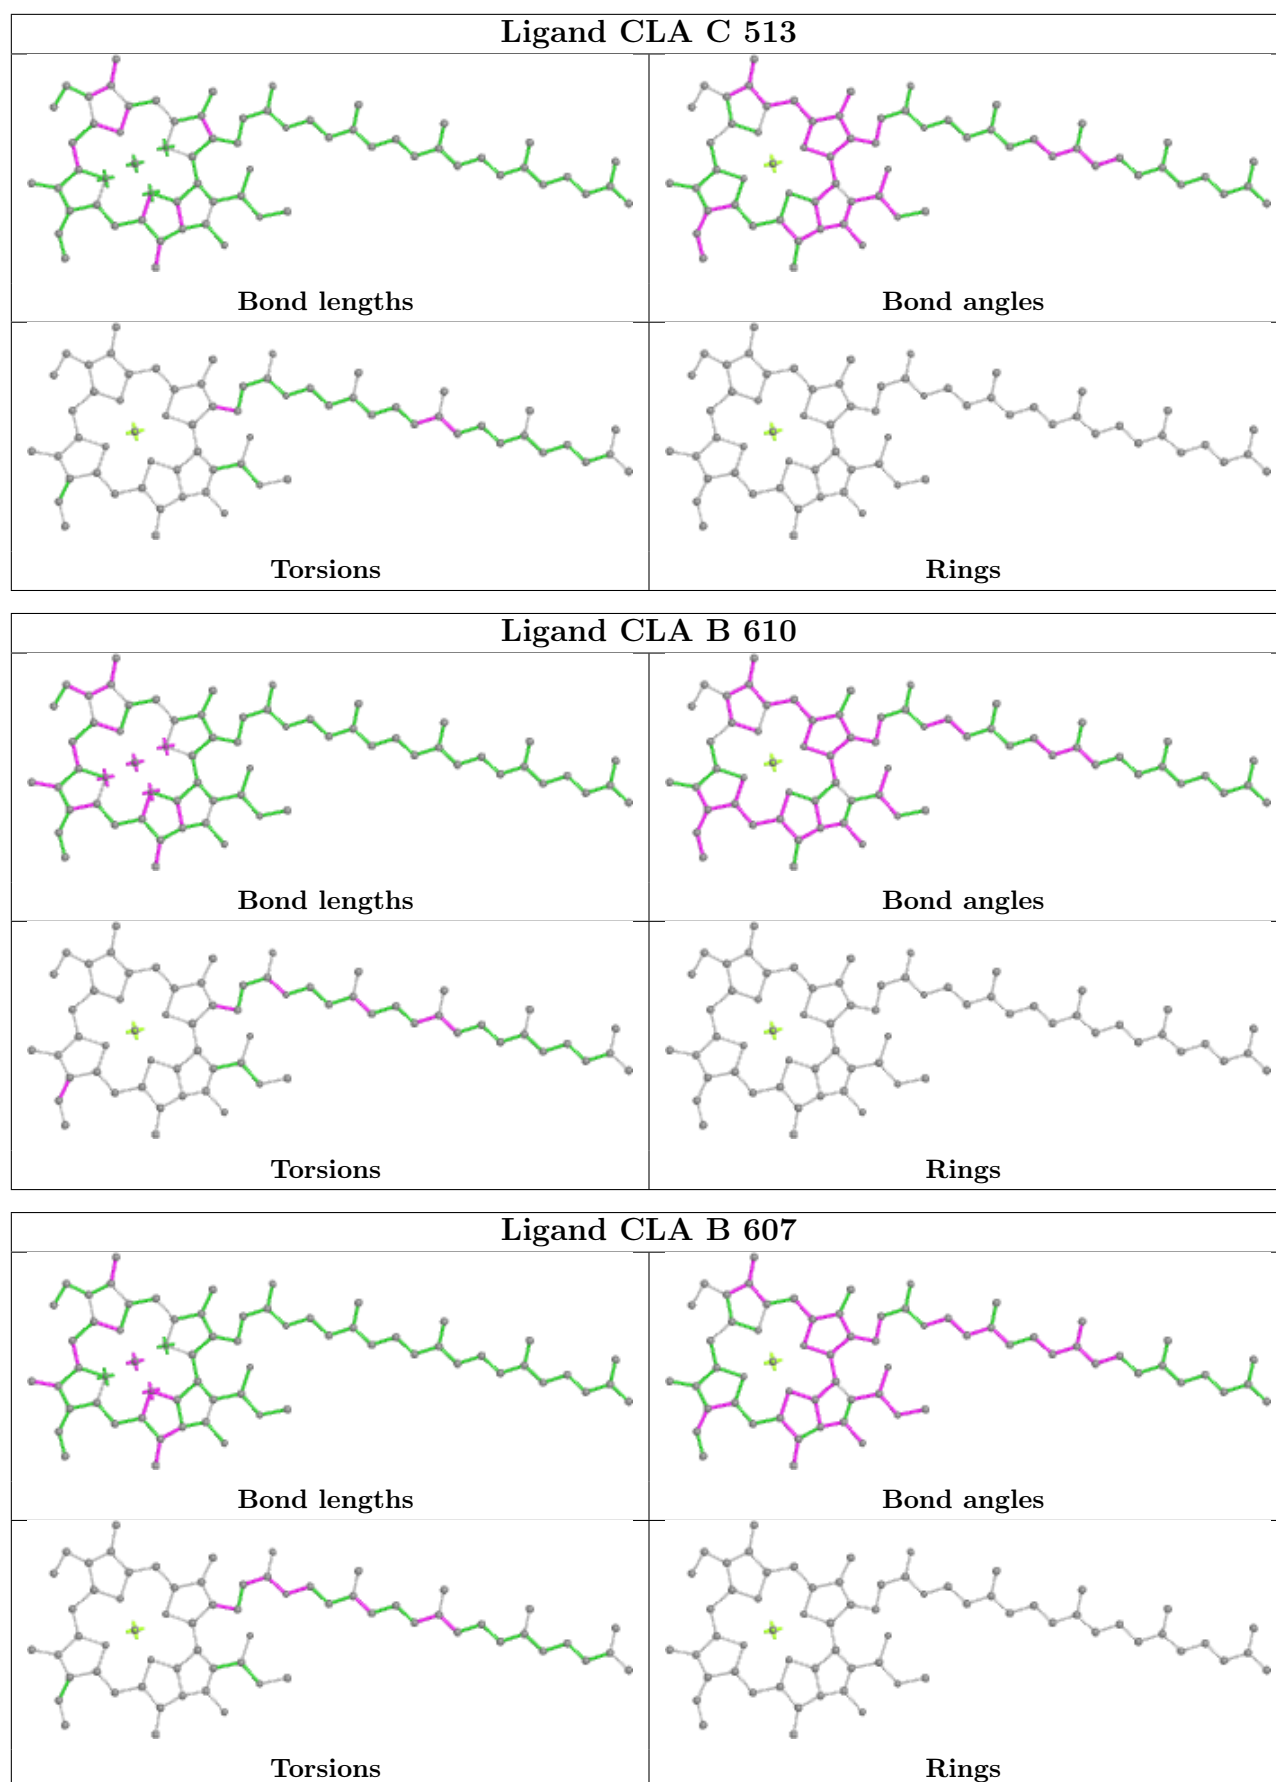 Ligand CLA C 513
Bond lengths
Bond angles
Torsions
Rings
Ligand CLA B 610
Bond lengths
Bond angles
Torsions
Rings
Ligand CLA B 607
Bond lengths
Bond angles
Torsions
Rings